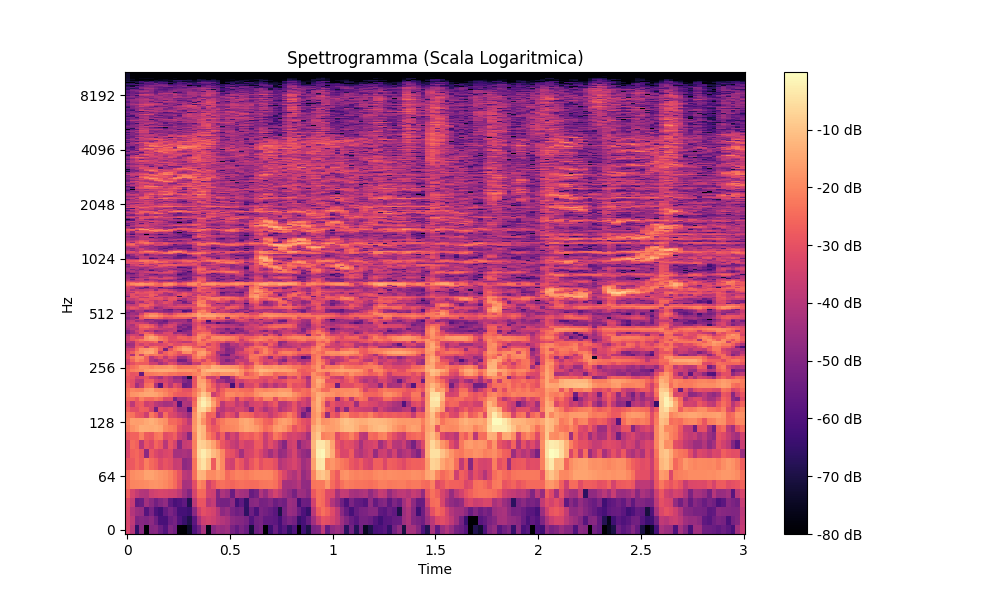 Spettrogramma (Scala Logaritmica)
Hz
8192
4096
2048
1024
512
256
128
64
0
0
0.5
1
1.5
2
2.5
3
Time
-10 dB
-20 dB
-30 dB
-40 dB
-50 dB
-60 dB
-70 dB
-80 dB